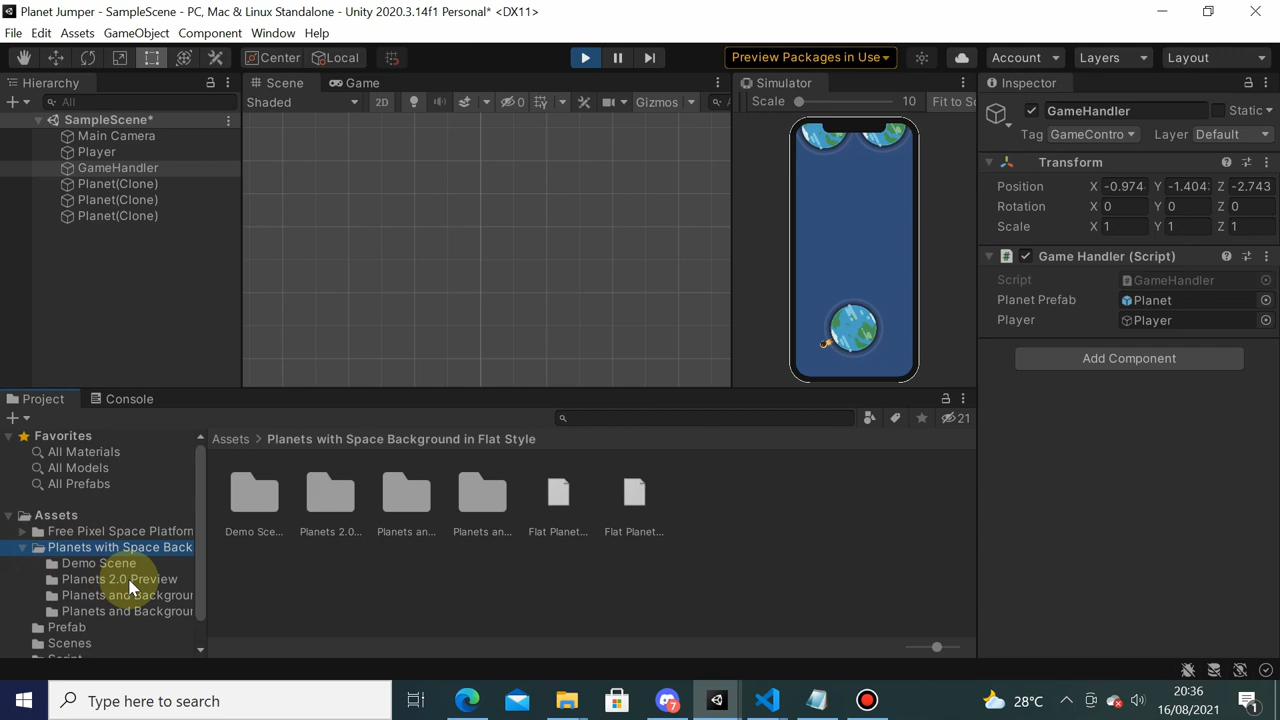 Planet Jumper - SampleScene - PC, Mac & Linux Standalone - Unity 2020.3.14f1 Personal* <DX11>
File Edit Assets GameObject Component Window Help
Center Local Preview Packages in Use Account Layers Layout
Hierarchy Scene Game Simulator Inspector
All Shaded 2D 0 Gizmos A Scale 10 Fit to Sc
GameHandler Static
SampleScene*
Tag GameContro Layer Default
Main Camera
Player
GameHandler
Planet(Clone)
Planet(Clone)
Planet(Clone)
Transform
Position X -0.974 Y -1.404 Z -2.743
Rotation X 0 Y 0 Z 0
Scale X 1 Y 1 Z 1
Game Handler (Script)
Script GameHandler
Planet Prefab Planet
Player Player
Add Component
Project Console
21
Favorites
All Materials
All Models
All Prefabs
Assets
Free Pixel Space Platforn
Planets with Space Back
Demo Scene
Planets 2.0 Preview
Planets and Backgrour
Planets and Backgrour
Prefab
Scenes
Assets > Planets with Space Background in Flat Style
Demo Sce... Planets 2.0... Planets an... Planets an... Flat Planet... Flat Planet...
Type here to search
7
28°C
20:36
16/08/2021
1